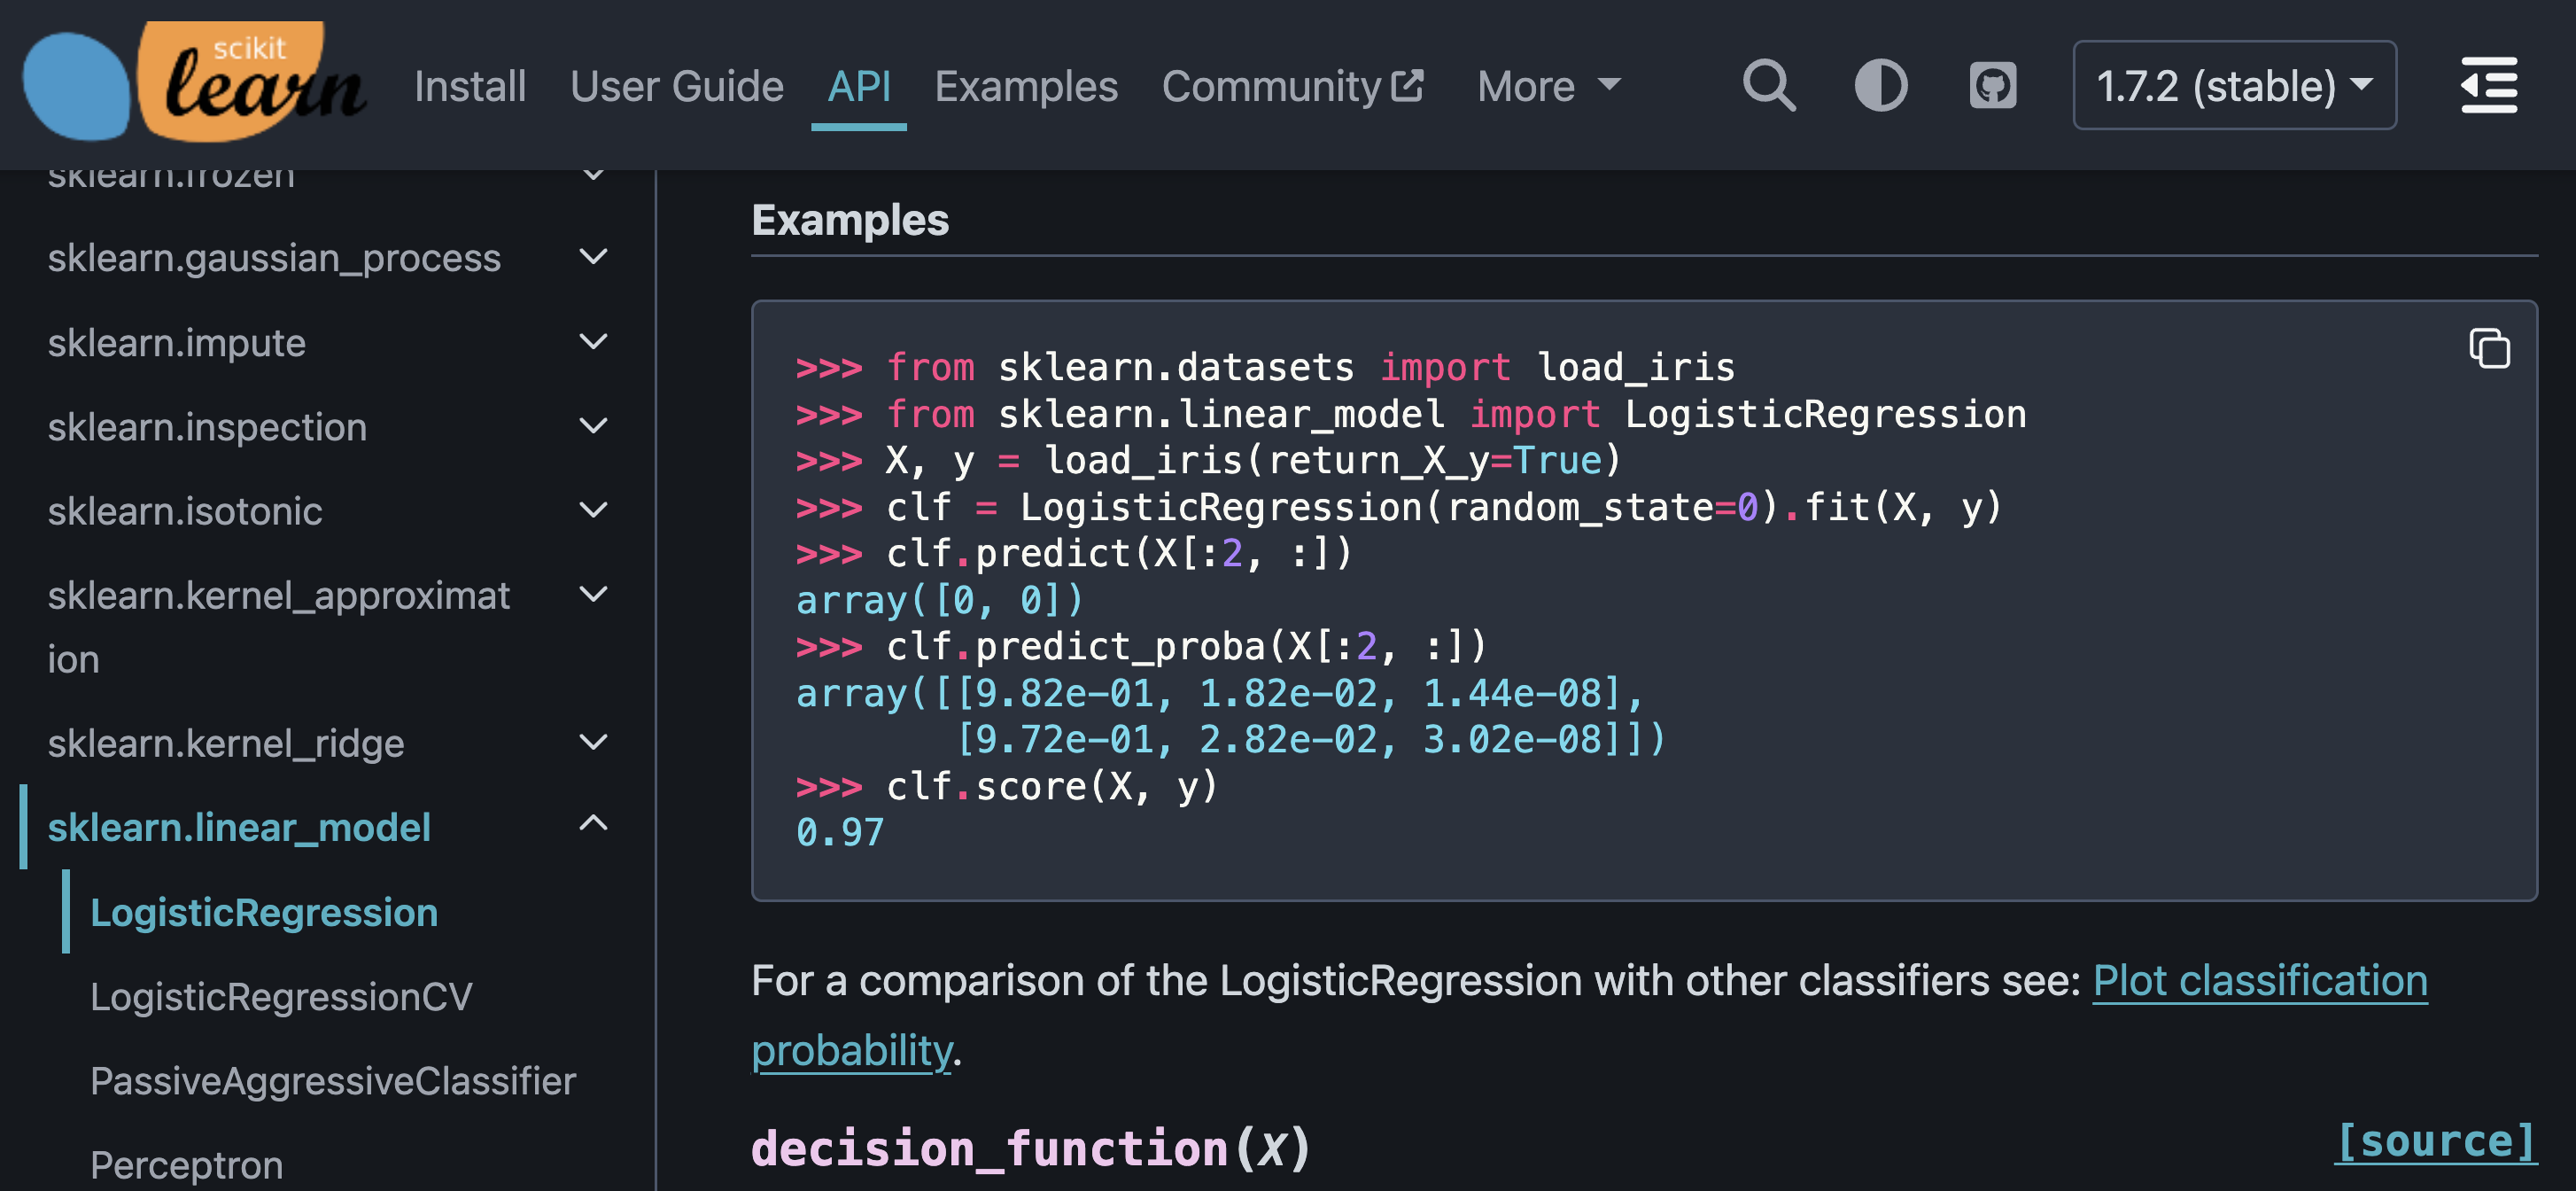 scikit
learn
Install
User Guide
API
Examples
Community
More
1.7.2 (stable)
sklearn.frozen
sklearn.gaussian_process
sklearn.impute
sklearn.inspection
sklearn.isotonic
sklearn.kernel_approximat
ion
sklearn.kernel_ridge
sklearn.linear_model
LogisticRegression
LogisticRegressionCV
PassiveAggressiveClassifier
Perceptron
Examples
>>> from sklearn.datasets import load_iris
>>> from sklearn.linear_model import LogisticRegression
>>> X, y = load_iris(return_X_y=True)
>>> clf = LogisticRegression(random_state=0).fit(X, y)
>>> clf.predict(X[:2, :])
array([0, 0])
>>> clf.predict_proba(X[:2, :])
array([[9.82e-01, 1.82e-02, 1.44e-08],
       [9.72e-01, 2.82e-02, 3.02e-08]])
>>> clf.score(X, y)
0.97
For a comparison of the LogisticRegression with other classifiers see: Plot classification
probability.
decision_function(X)
[source]